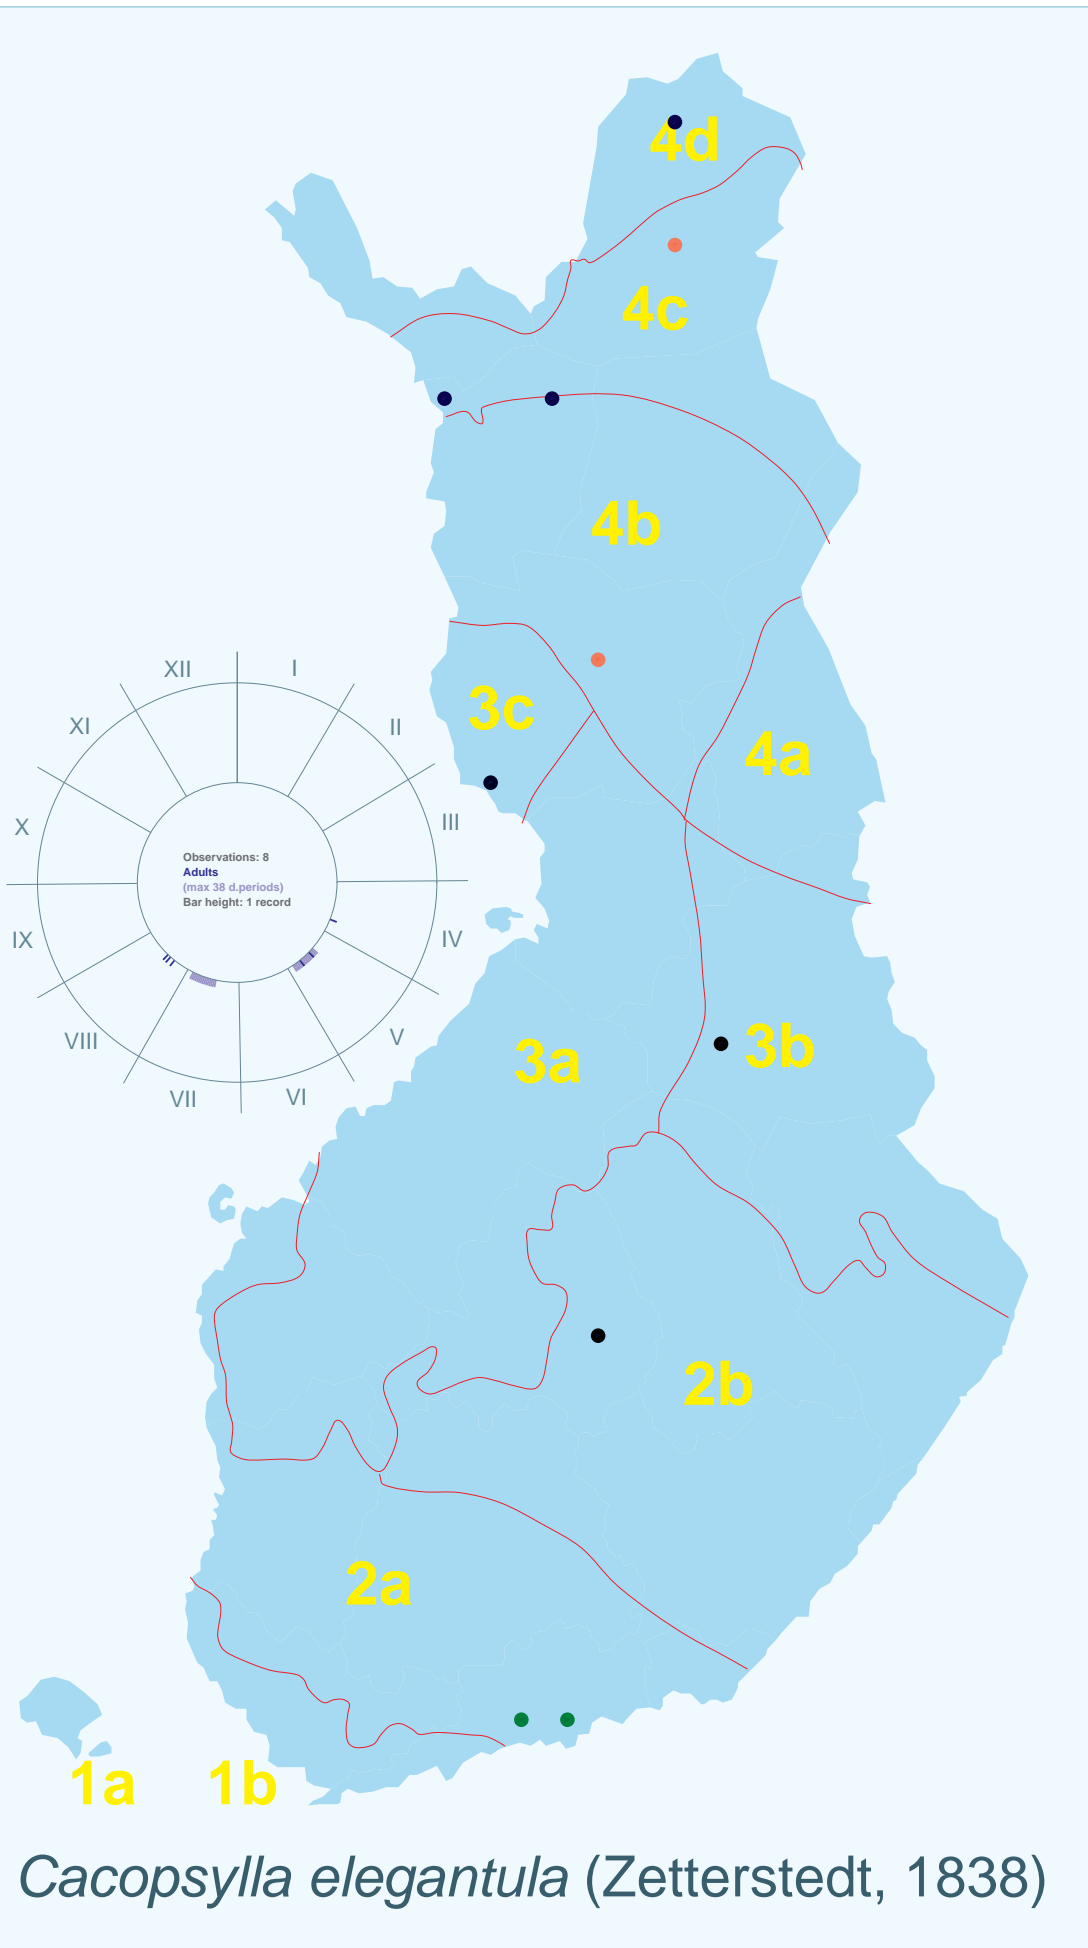 4d
4c
4b
3c
4a
XII
I
XI
II
X
III
Observations: 8
Adults
(max 38 d.periods)
Bar height: 1 record
IX
IV
VIII
V
VII
VI
3a
3b
2b
2a
1a
1b
Cacopsylla elegantula (Zetterstedt, 1838)